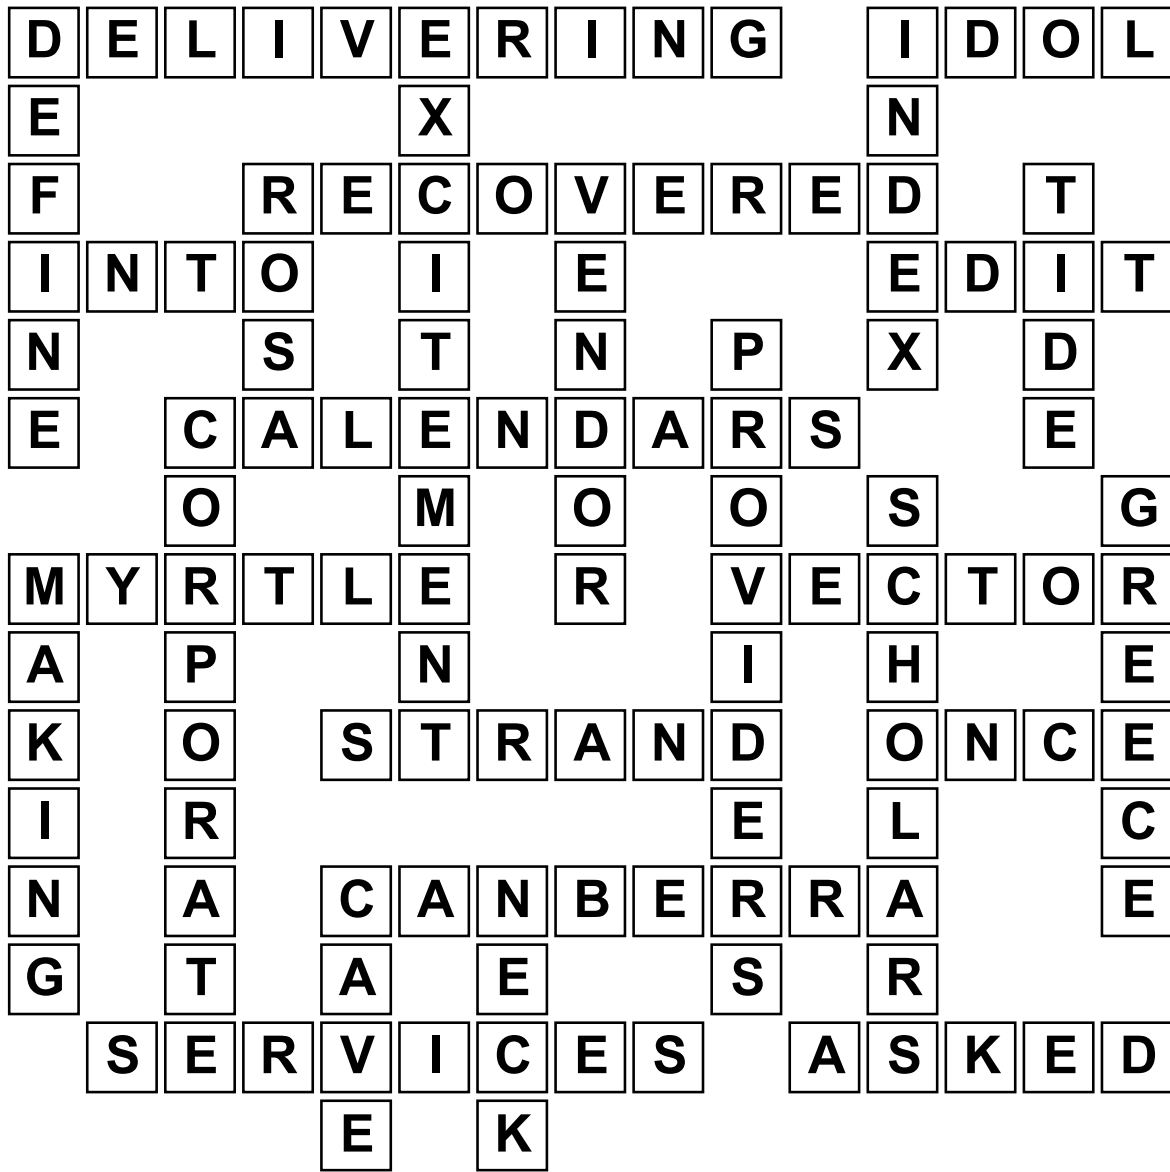 DELIVERING IDOL
E X N
F RECOVERED T
INTO I E EDIT
N S T N P X D
E CALENDARS E
O M O O S G
MYRTLE R VECTOR
A P N I H E
K O STRAND ONCE
I R E L C
N A CANBERRA E
G T A E S R
SERVICES ASKED
E K